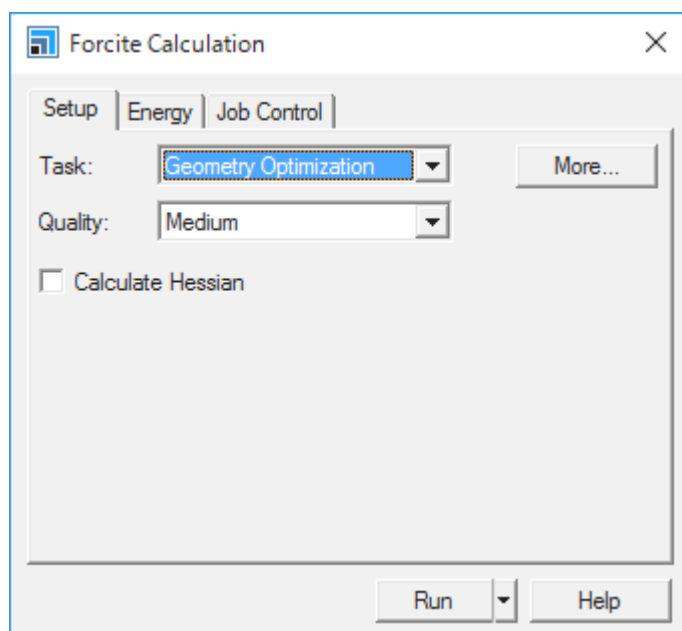 Forcite Calculation
Setup Energy Job Control
Task: Geometry Optimization More...
Quality: Medium
Calculate Hessian
Run Help